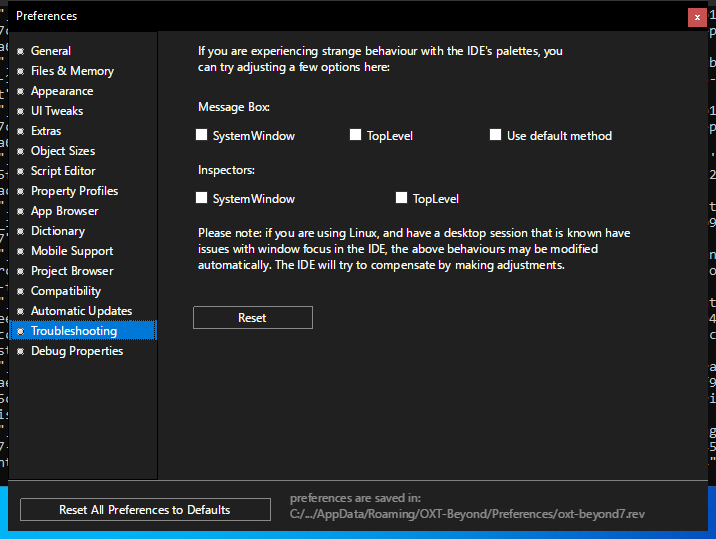 Preferences
x
General
Files & Memory
Appearance
UI Tweaks
Extras
Object Sizes
Script Editor
Property Profiles
App Browser
Dictionary
Mobile Support
Project Browser
Compatibility
Automatic Updates
Troubleshooting
Debug Properties
If you are experiencing strange behaviour with the IDE's palettes, you
can try adjusting a few options here:
Message Box:
SystemWindow TopLevel Use default method
Inspectors:
SystemWindow TopLevel
Please note: if you are using Linux, and have a desktop session that is known have
issues with window focus in the IDE, the above behaviours may be modified
automatically. The IDE will try to compensate by making adjustments.
Reset
Reset All Preferences to Defaults
preferences are saved in:
C:/.../AppData/Roaming/OXT-Beyond/Preferences/oxt-beyond7.rev